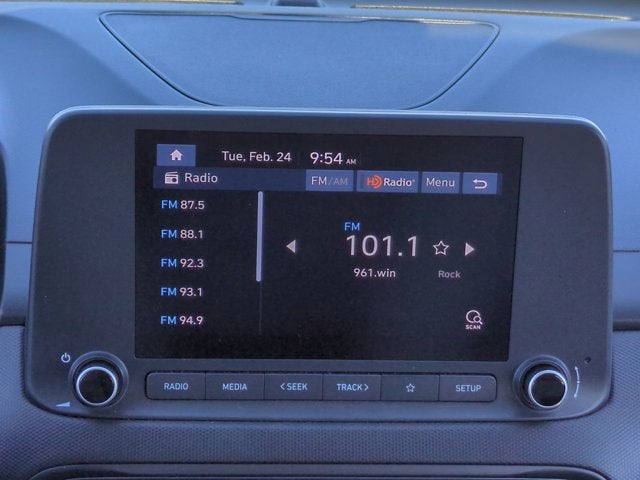 Tue, Feb. 24 9:54 AM
Radio FM/AM HD Radio® Menu
FM 87.5
FM 88.1
FM 92.3
FM 93.1
FM 94.9
FM
101.1
961.win Rock
SCAN
RADIO MEDIA < SEEK TRACK > SETUP